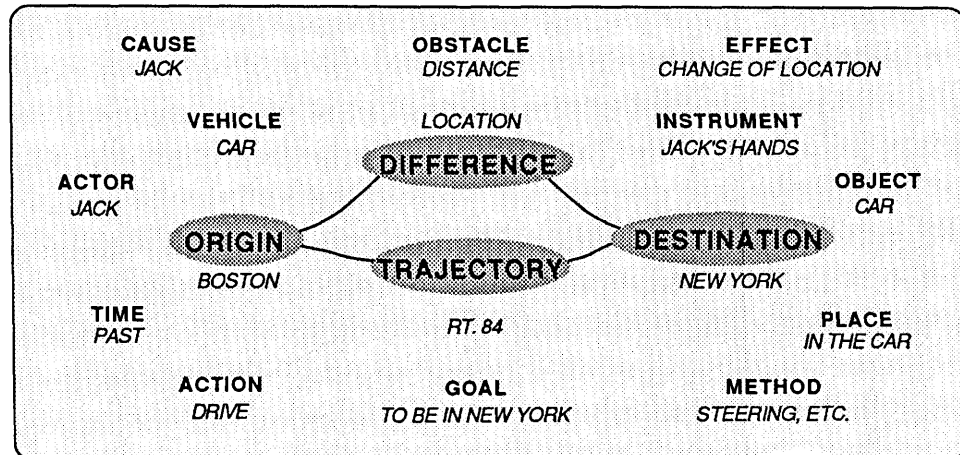 CAUSE
JACK
OBSTACLE
DISTANCE
EFFECT
CHANGE OF LOCATION
VEHICLE
CAR
LOCATION
DIFFERENCE
INSTRUMENT
JACK'S HANDS
ACTOR
JACK
OBJECT
CAR
ORIGIN
BOSTON
TRAJECTORY
RT. 84
DESTINATION
NEW YORK
TIME
PAST
PLACE
IN THE CAR
ACTION
DRIVE
GOAL
TO BE IN NEW YORK
METHOD
STEERING, ETC.